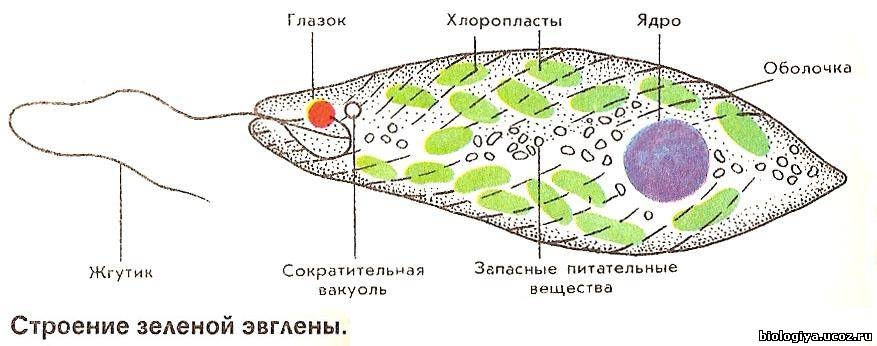 Глазок
Хлоропласты
Ядро
Оболочка
Жгутик
Сократительная
вакуоль
Запасные питательные
вещества
Строение зеленой эвглены.
biologiya.ucoz.ru